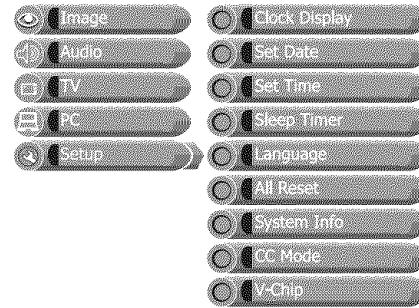 Image
Audio
TV
PC
Setup
Clock Display
Set Date
Set Time
Sleep Timer
Language
All Reset
System Info
CC Mode
V-Chip